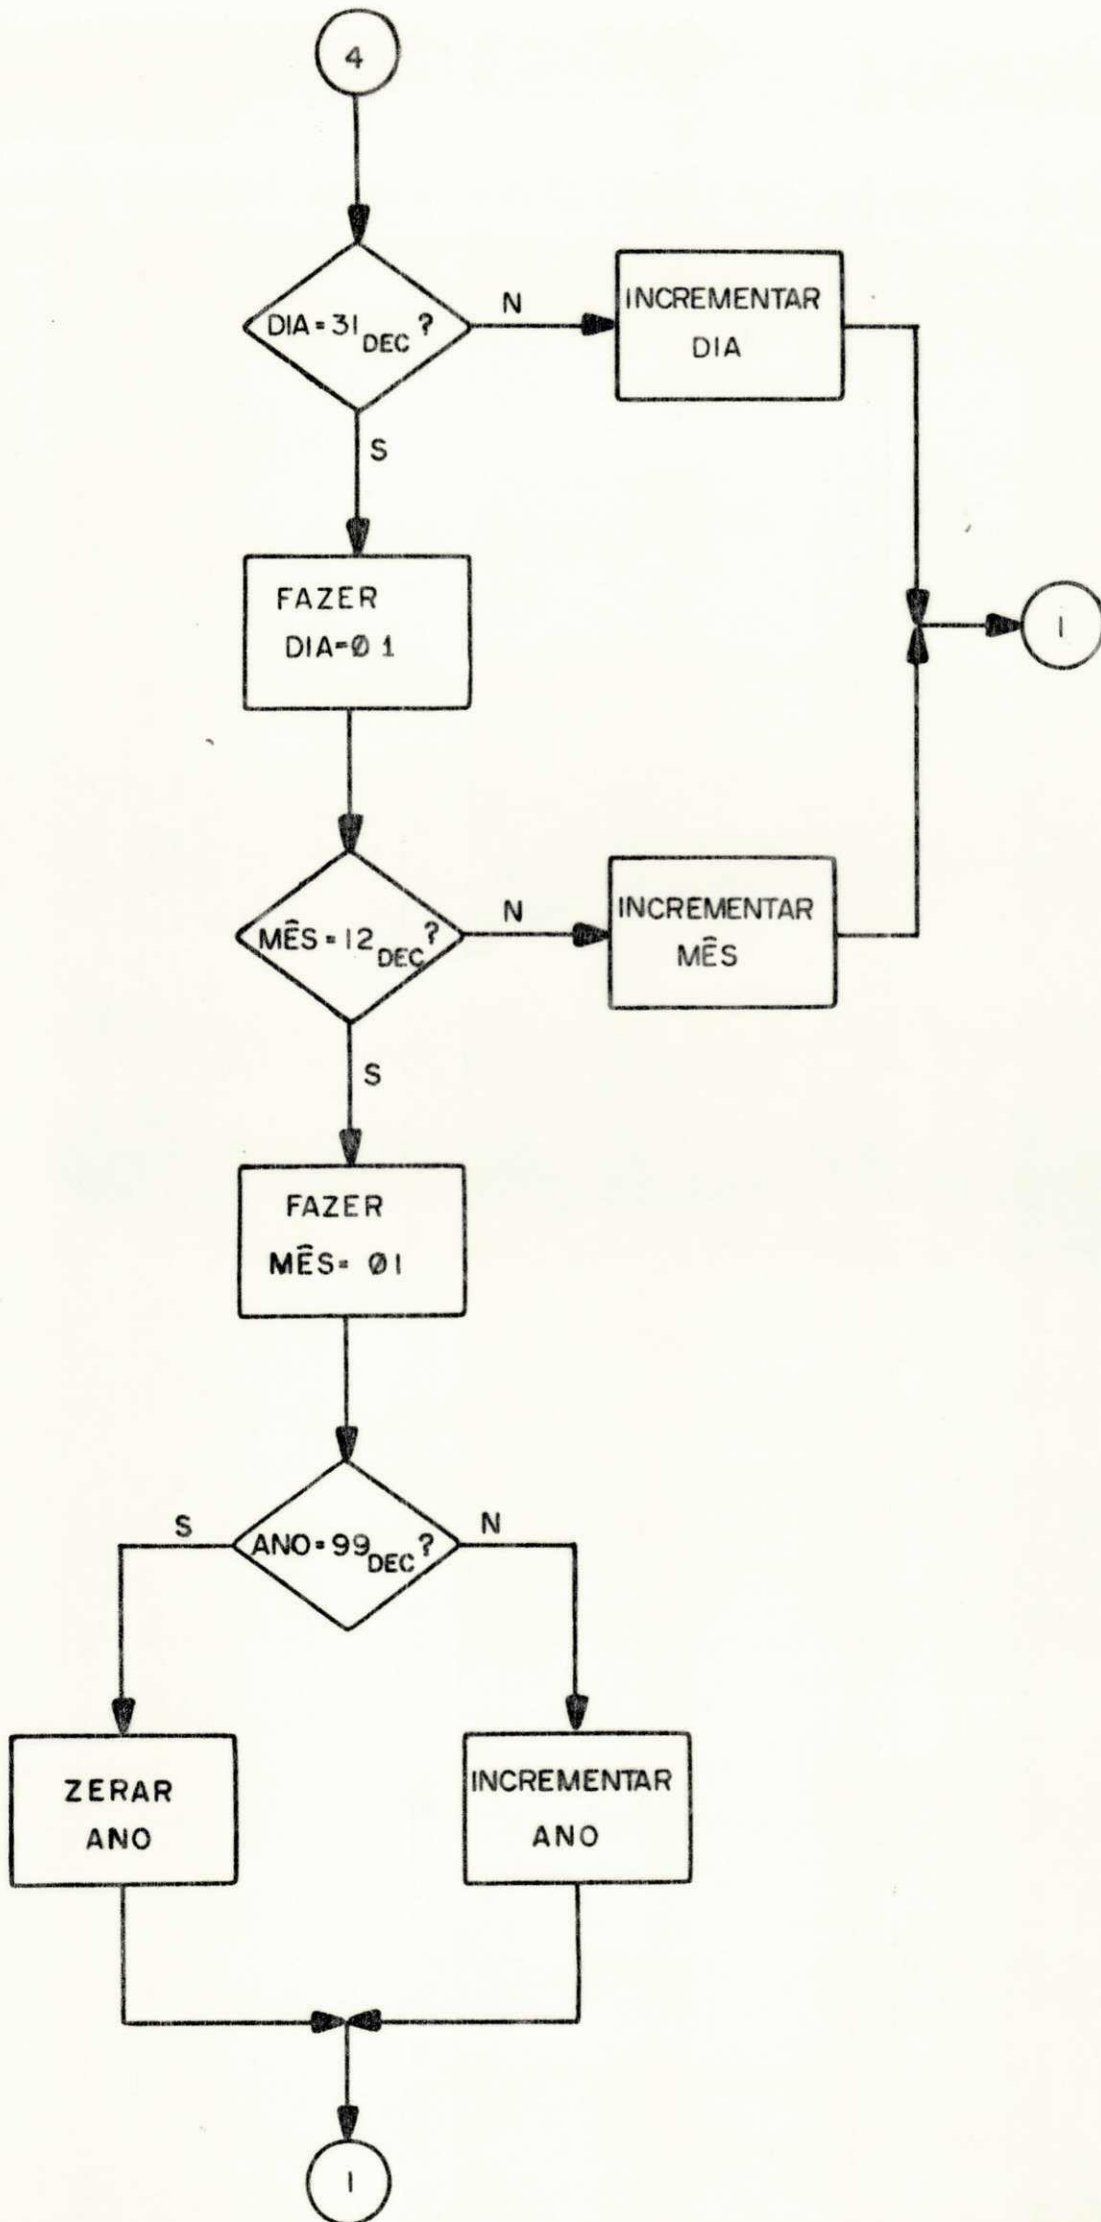 4
DIA=31 DEC ?
N
INCREMENTAR
DIA
S
FAZER
DIA=Ø 1
1
MÊS=12 DEC ?
N
INCREMENTAR
MÊS
S
FAZER
MÊS= Ø1
S
ANO=99 DEC ?
N
ZERAR
ANO
INCREMENTAR
ANO
1